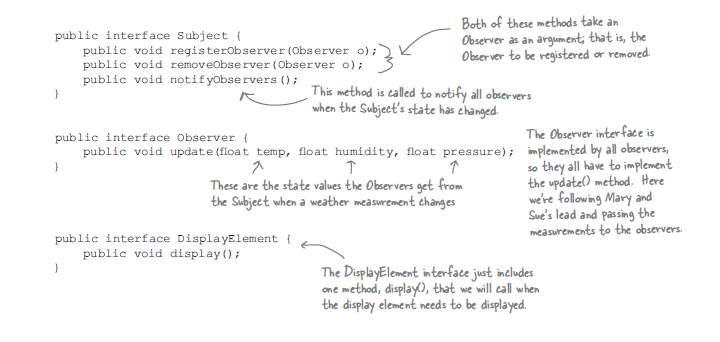 public interface Subject {
public void registerObserver(Observer o);
public void removeObserver(Observer o);
public void notifyObservers();
}
Both of these methods take an
Observer as an argument; that is, the
Observer to be registered or removed.
This method is called to notify all observers
when the Subject's state has changed.
public interface Observer {
public void update(float temp, float humidity, float pressure);
}
These are the state values the Observers get from
the Subject when a weather measurement changes
The Observer interface is
implemented by all observers,
so they all have to implement
the update() method. Here
we're following Mary and
Sue's lead and passing the
measurements to the observers.
public interface DisplayElement {
public void display();
}
The DisplayElement interface just includes
one method, display(), that we will call when
the display element needs to be displayed.